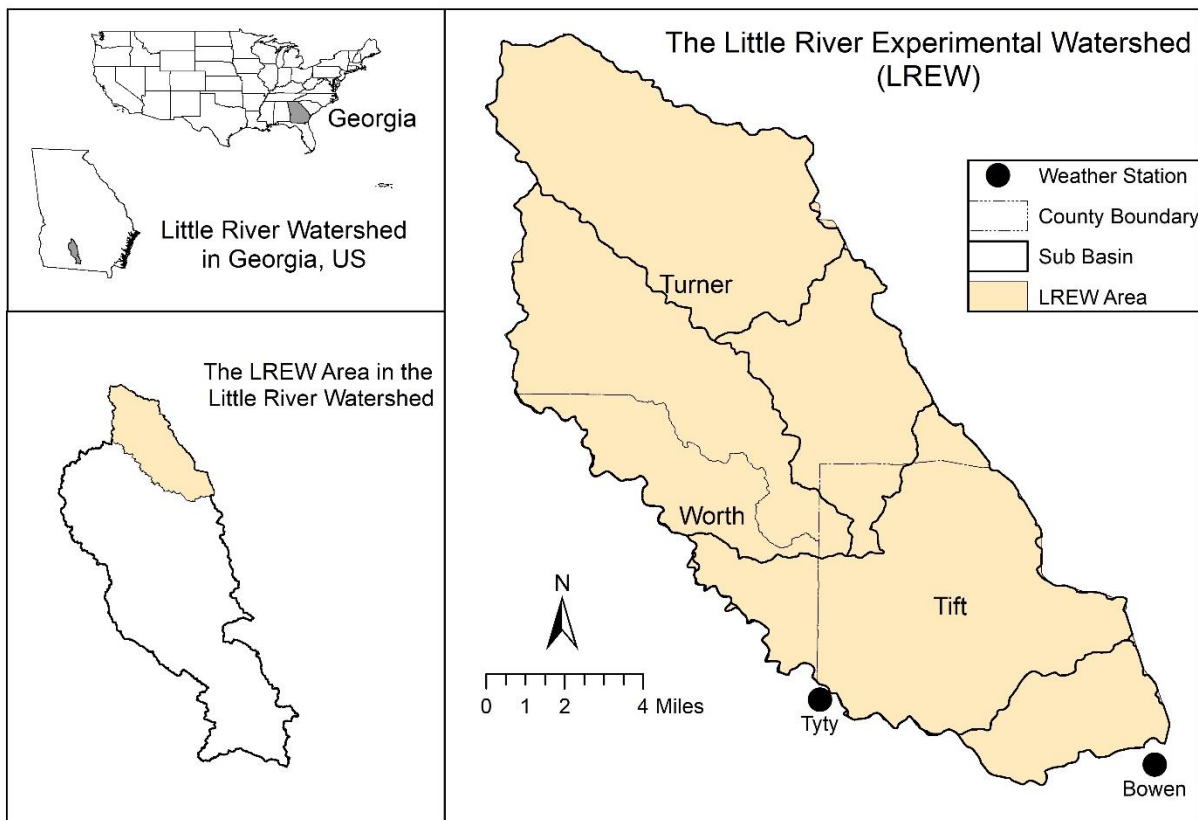 Georgia
Little River Watershed
in Georgia, US
The LREW Area in the
Little River Watershed
The Little River Experimental Watershed
(LREW)
Weather Station
County Boundary
Sub Basin
LREW Area
Turner
Worth
Tift
N
0 1 2 4 Miles
Tyty
Bowen